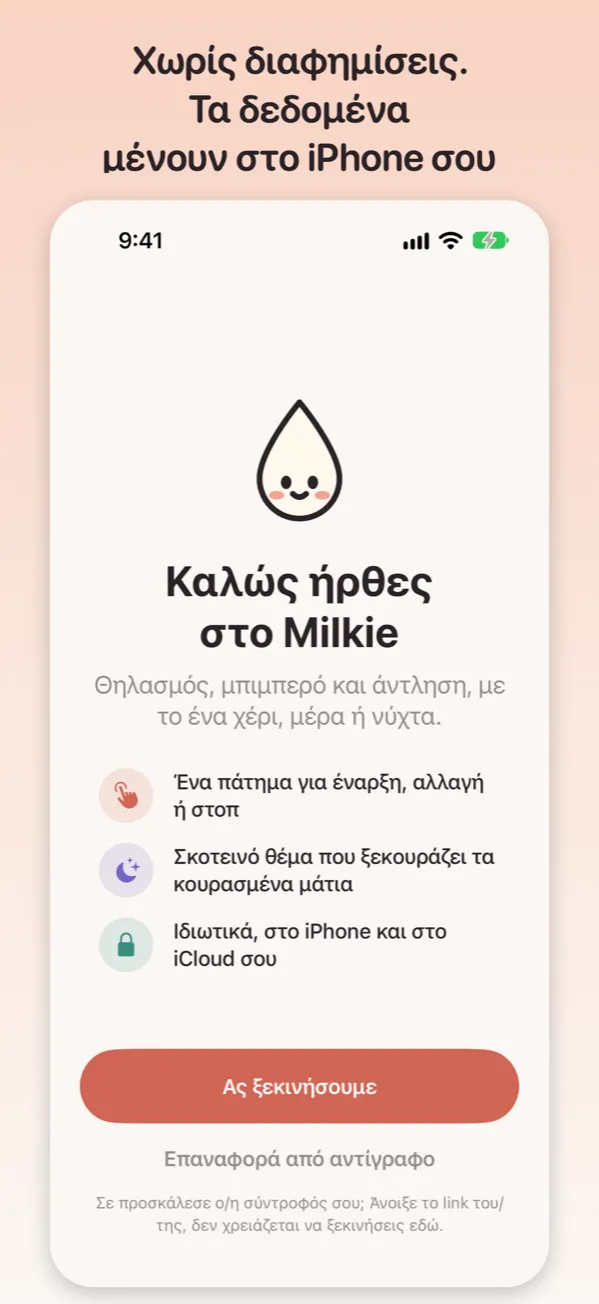 Χωρίς διαφημίσεις.
Τα δεδομένα
μένουν στο iPhone σου
9:41
Καλώς ήρθες
στο Milkie
Θηλασμός, μπιμπερό και άντληση, με
το ένα χέρι, μέρα ή νύχτα.
Ένα πάτημα για έναρξη, αλλαγή
ή στοπ
Σκοτεινό θέμα που ξεκουράζει τα
κουρασμένα μάτια
Ιδιωτικά, στο iPhone και στο
iCloud σου
Ας ξεκινήσουμε
Επαναφορά από αντίγραφο
Σε προσκάλεσε ο/η σύντροφός σου; Άνοιξε το link του/
της, δεν χρειάζεται να ξεκινήσεις εδώ.